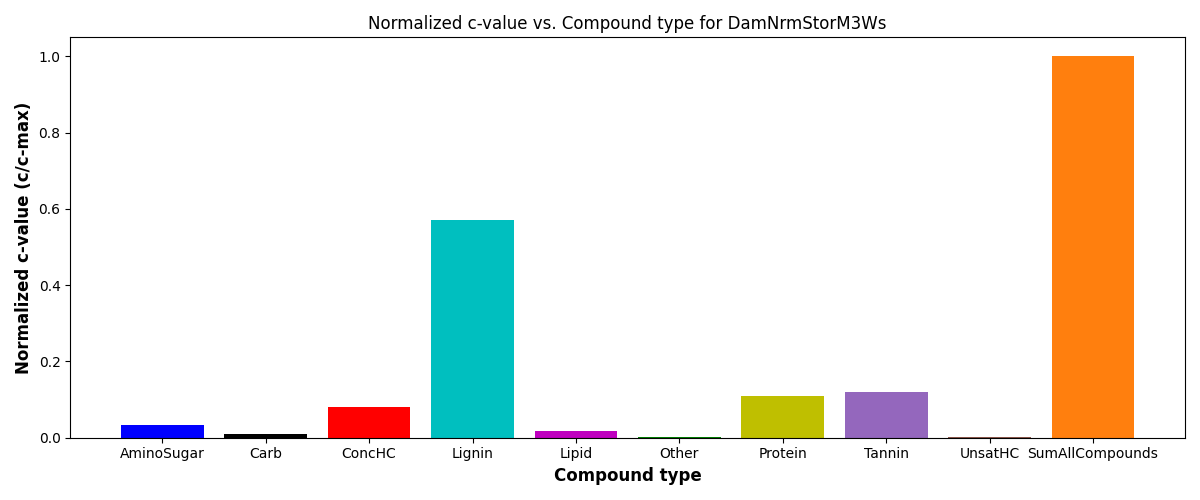 Normalized c-value vs. Compound type for DamNrmStorM3Ws
Normalized c-value (c/c-max)
1.0
0.8
0.6
0.4
0.2
0.0
AminoSugar Carb ConcHC Lignin Lipid Other Protein Tannin UnsatHC SumAllCompounds
Compound type